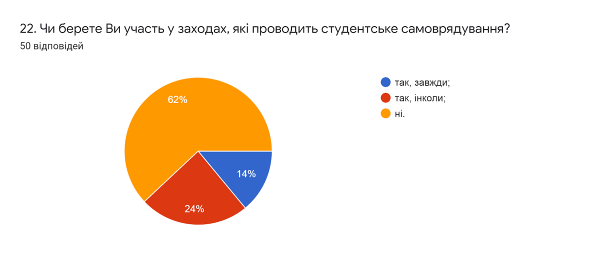 22. Чи берете Ви участь у заходах, які проводить студентське самоврядування?
50 відповідей
так, завжди;
так, інколи;
ні.
62%
14%
24%